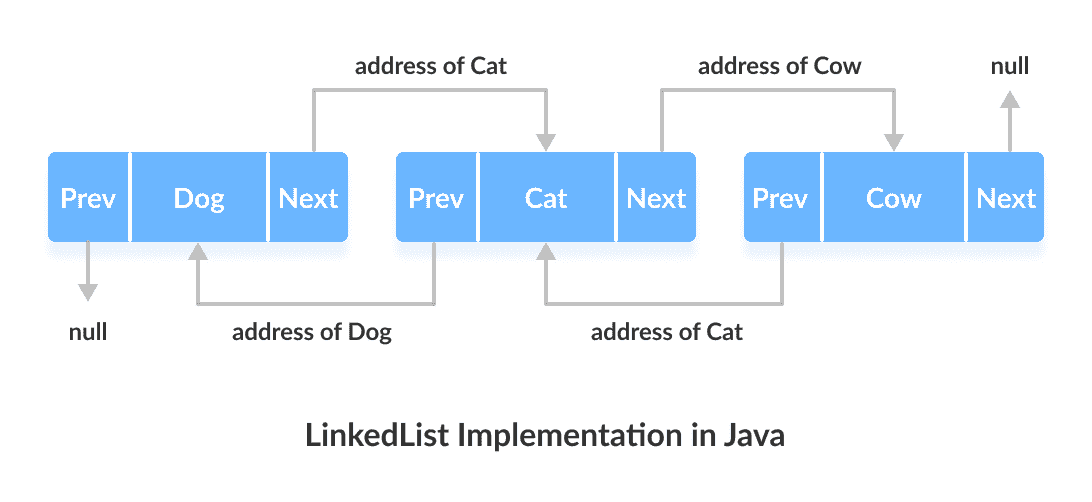 address of Cat
address of Cow
null
Prev Dog Next
Prev Cat Next
Prev Cow Next
null
address of Dog
address of Cat
LinkedList Implementation in Java